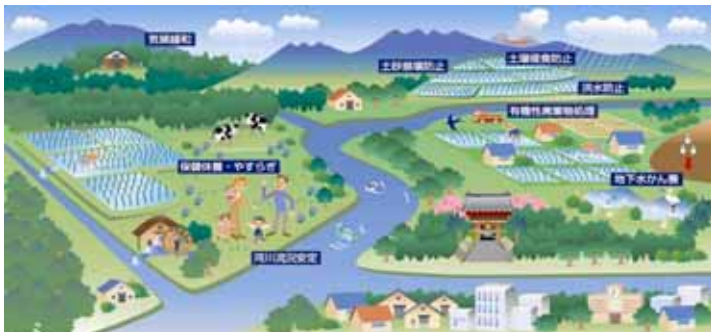 気候緩和
土砂崩壊防止
土壌侵食防止
洪水防止
有機性廃棄物処理
保健休養・やすらぎ
地下水かん養
河川流況安定